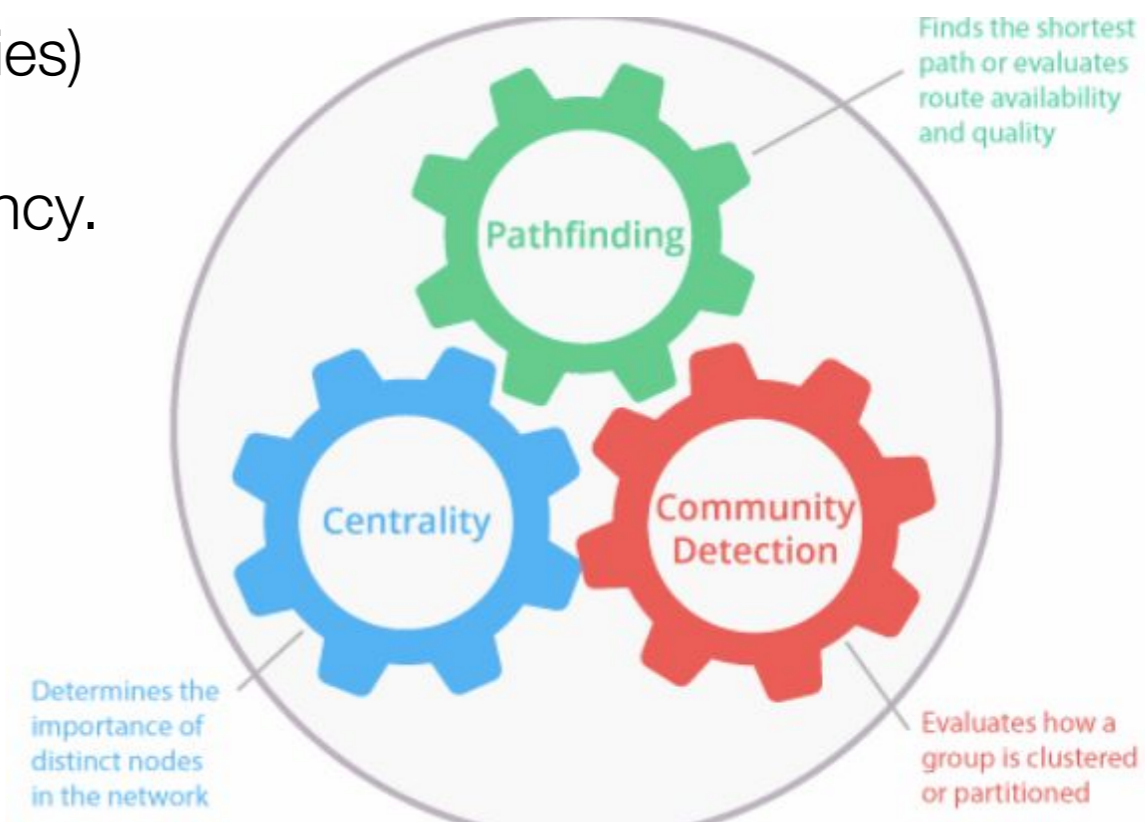 ies)
ncy.
Finds the shortest
path or evaluates
route availability
and quality
Pathfinding
Centrality
Community
Detection
Determines the
importance of
distinct nodes
in the network
Evaluates how a
group is clustered
or partitioned